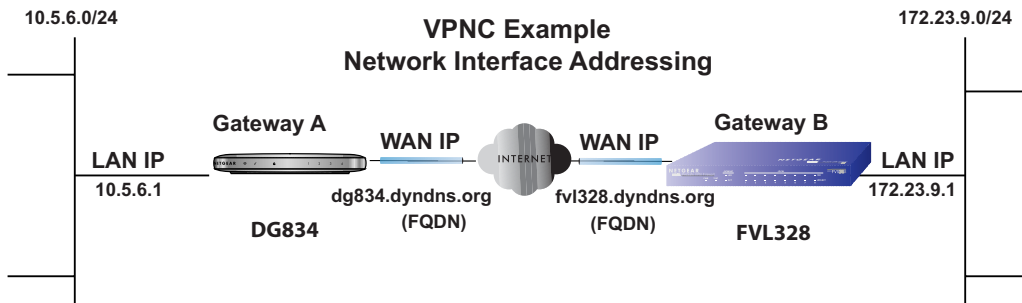 10.5.6.0/24
172.23.9.0/24
VPNC Example
Network Interface Addressing
Gateway A
Gateway B
LAN IP
WAN IP
INTERNET
WAN IP
LAN IP
NETGEAR
NETGEAR
10.5.6.1
dg834.dyndns.org
(FQDN)
fvl328.dyndns.org
(FQDN)
172.23.9.1
DG834
FVL328